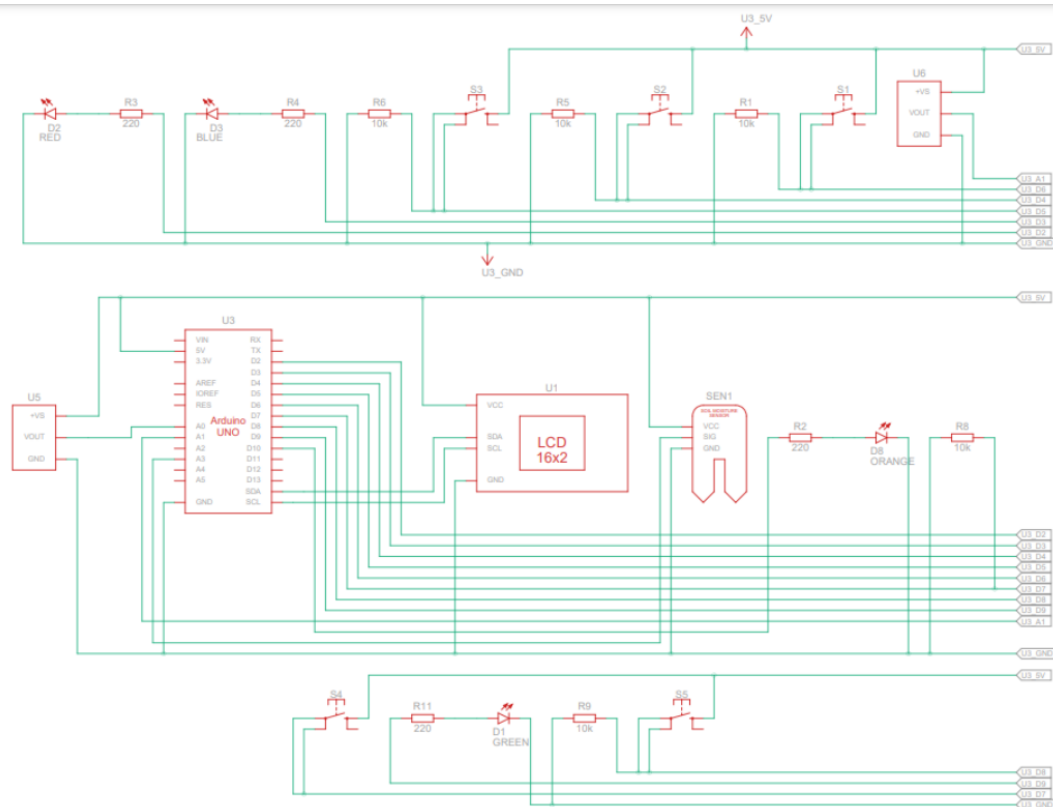 U3_5V
U3_5V
S3
S2
S1
U6
R3
R4
R6
R5
R1
+VS
VOUT
GND
D2
RED
220
D3
BLUE
220
10k
10k
10k
U3_A1
U3_D6
U3_D4
U3_D5
U3_D3
U3_D2
U3_GND
U3_GND
U3_5V
U3
VIN
5V
3.3V
AREF
IOREF
RES
A0
A1
A2
A3
A4
A5
GND
Arduino
UNO
RX
TX
D2
D3
D4
D5
D6
D7
D8
D9
D10
D11
D12
D13
SDA
SCL
U5
+VS
VOUT
GND
U1
VCC
SDA
SCL
GND
LCD
16x2
SEN1
SOIL MOISTURE
SENSOR
VCC
SIG
GND
R2
220
D8
ORANGE
R8
10k
U3_D2
U3_D3
U3_D4
U3_D5
U3_D6
U3_D7
U3_D8
U3_D9
U3_A1
U3_GND
U3_5V
S4
R11
220
D1
GREEN
R9
10k
S5
U3_D8
U3_D9
U3_D7
U3_GND